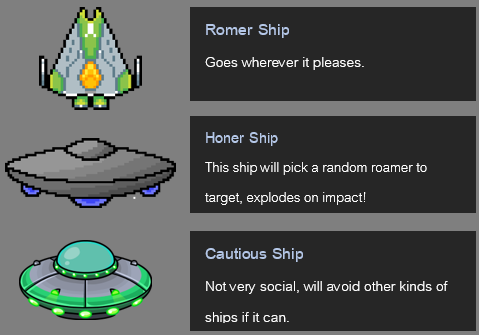 Romer Ship
Goes wherever it pleases.
Honer Ship
This ship will pick a random roamer to
target, explodes on impact!
Cautious Ship
Not very social, will avoid other kinds of
ships if it can.